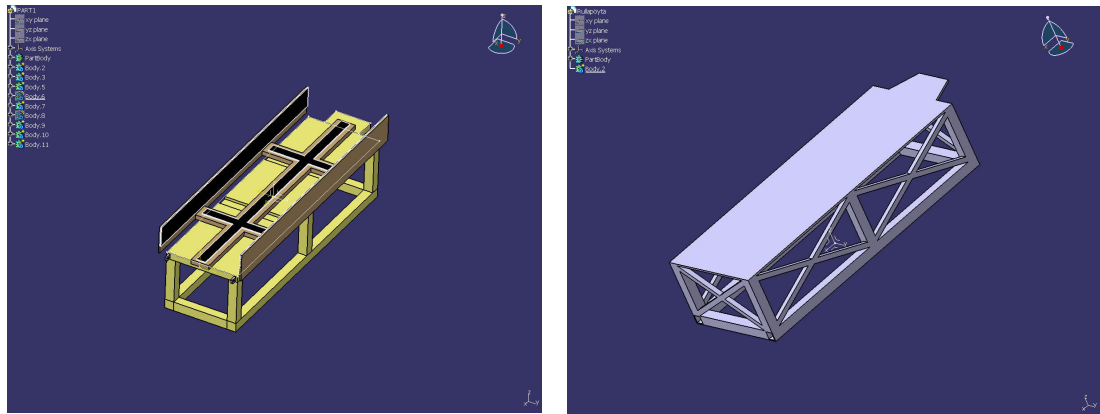 PART1
xy plane
yz plane
zx plane
Axis Systems
PartBody
Body.2
Body.3
Body.5
Body.6
Body.7
Body.8
Body.9
Body.10
Body.11
Rullapoyta
xy plane
yz plane
zx plane
Axis Systems
PartBody
Body.2